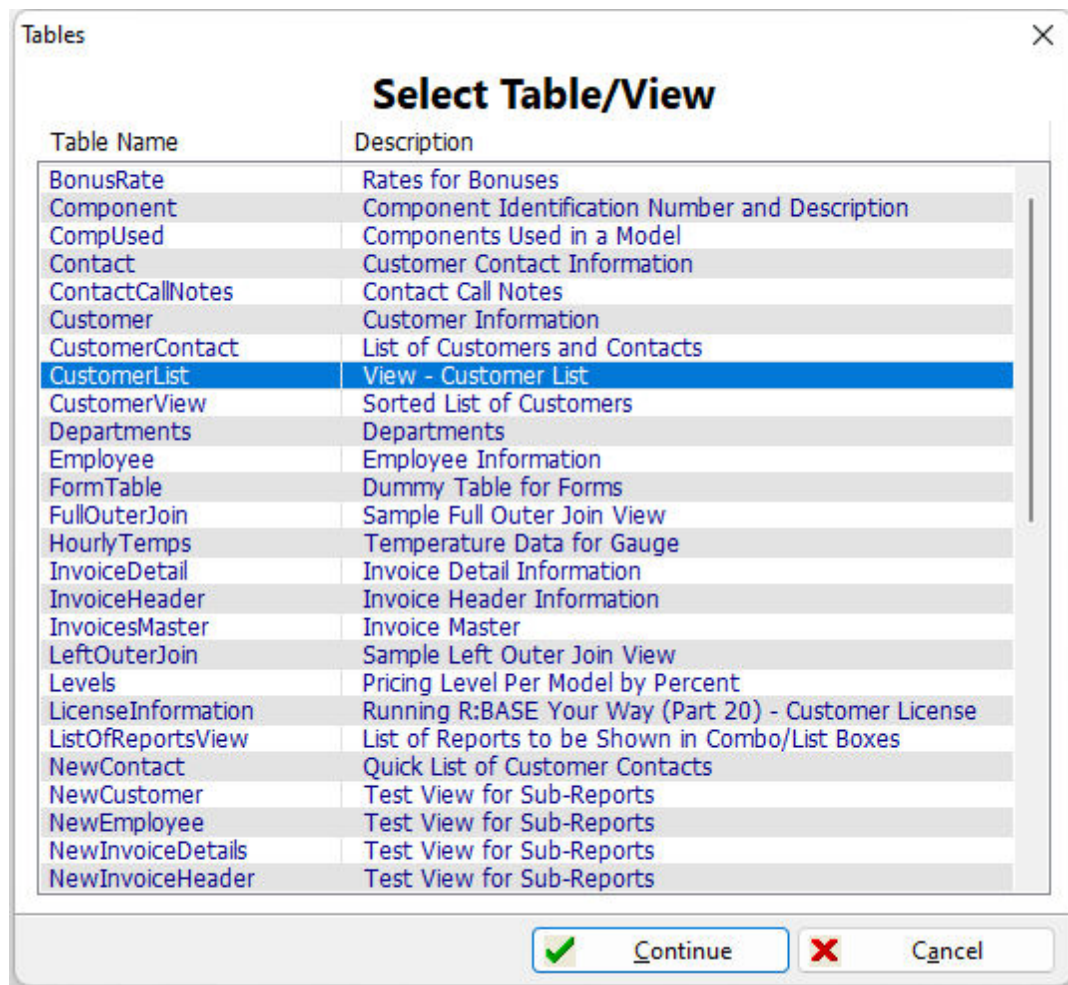 Tables
Select Table/View
Table Name Description
BonusRate Rates for Bonuses
Component Component Identification Number and Description
CompUsed Components Used in a Model
Contact Customer Contact Information
ContactCallNotes Contact Call Notes
Customer Customer Information
CustomerContact List of Customers and Contacts
CustomerList View - Customer List
CustomerView Sorted List of Customers
Departments Departments
Employee Employee Information
FormTable Dummy Table for Forms
FullOuterJoin Sample Full Outer Join View
HourlyTemps Temperature Data for Gauge
InvoiceDetail Invoice Detail Information
InvoiceHeader Invoice Header Information
InvoicesMaster Invoice Master
LeftOuterJoin Sample Left Outer Join View
Levels Pricing Level Per Model by Percent
LicenseInformation Running R:BASE Your Way (Part 20) - Customer License
ListOfReportsView List of Reports to be Shown in Combo/List Boxes
NewContact Quick List of Customer Contacts
NewCustomer Test View for Sub-Reports
NewEmployee Test View for Sub-Reports
NewInvoiceDetails Test View for Sub-Reports
NewInvoiceHeader Test View for Sub-Reports
Continue Cancel